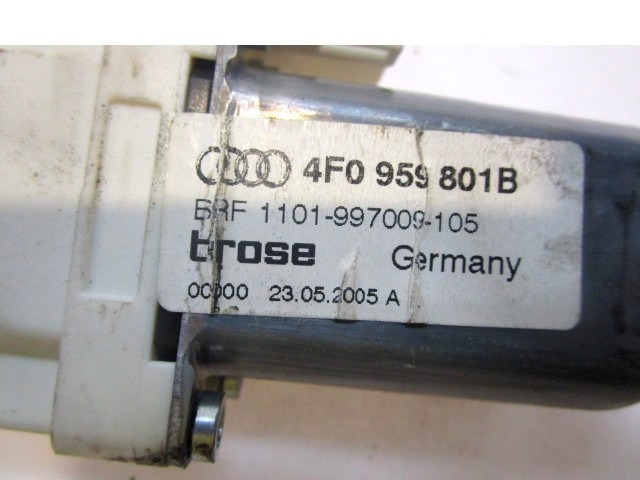 4F0 959 801B
BRF 1101-997009-105
brose Germany
00000 23.05.2005 A